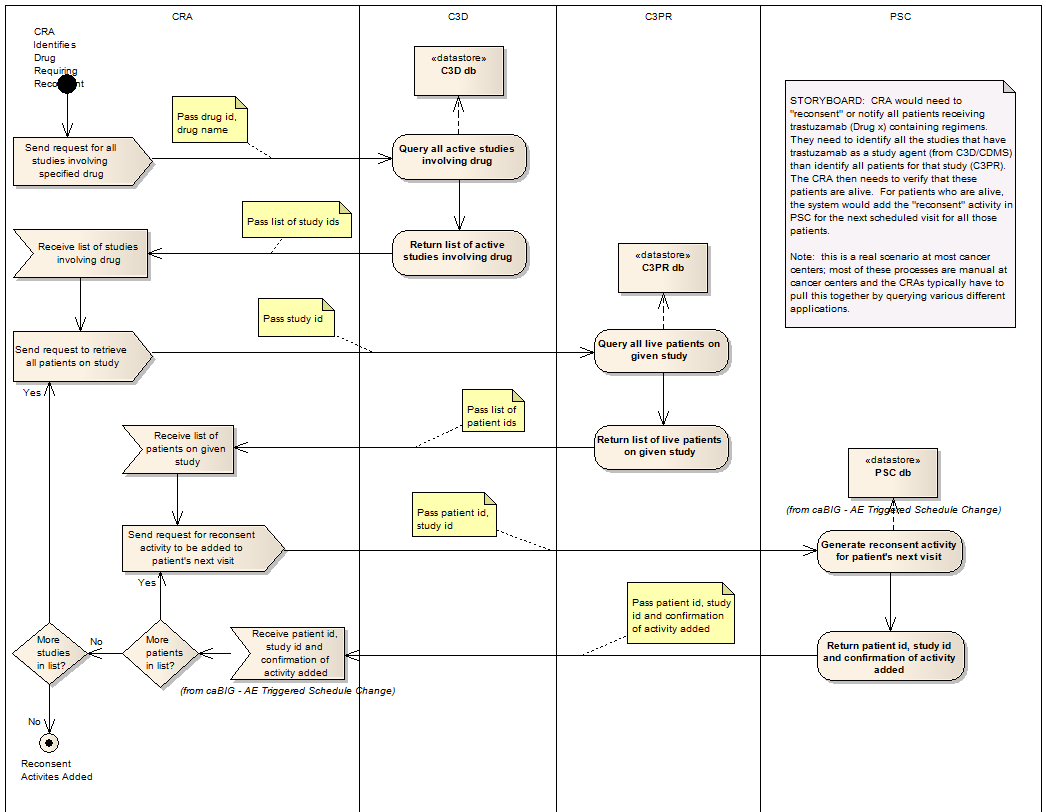 CRA
C3D
C3PR
PSC
CRA
Identifies
Drug
Requiring
Reconsent
«datastore»
C3D db
Pass drug id,
drug name
Send request for all
studies involving
specified drug
Query all active studies
involving drug
STORYBOARD: CRA would need to
"reconsent" or notify all patients receiving
trastuzamab (Drug x) containing regimens.
They need to identify all the studies that have
trastuzamab as a study agent (from C3D/CDMS)
than identify all patients for that study (C3PR).
The CRA then needs to verify that these
patients are alive. For patients who are alive,
the system would add the "reconsent" activity in
PSC for the next scheduled visit for all those
patients.
Note: this is a real scenario at most cancer
centers; most of these processes are manual at
cancer centers and the CRAs typically have to
pull this together by querying various different
applications.
Pass list of study ids
Receive list of studies
involving drug
Return list of active
studies involving drug
«datastore»
C3PR db
Pass study id
Send request to retrieve
all patients on study
Query all live patients on
given study
Yes
Pass list of
patient ids
Receive list of
patients on given
study
Return list of live patients
on given study
«datastore»
PSC db
(from caBIG - AE Triggered Schedule Change)
Pass patient id,
study id
Send request for reconsent
activity to be added to
patient's next visit
Generate reconsent activity
for patient's next visit
Yes
Pass patient id, study
id and confirmation
of activity added
More
studies
in list?
No
More
patients
in list?
Receive patient id,
study id and
confirmation of
activity added
(from caBIG - AE Triggered Schedule Change)
Return patient id, study id
and confirmation of activity
added
No
Reconsent
Activites Added